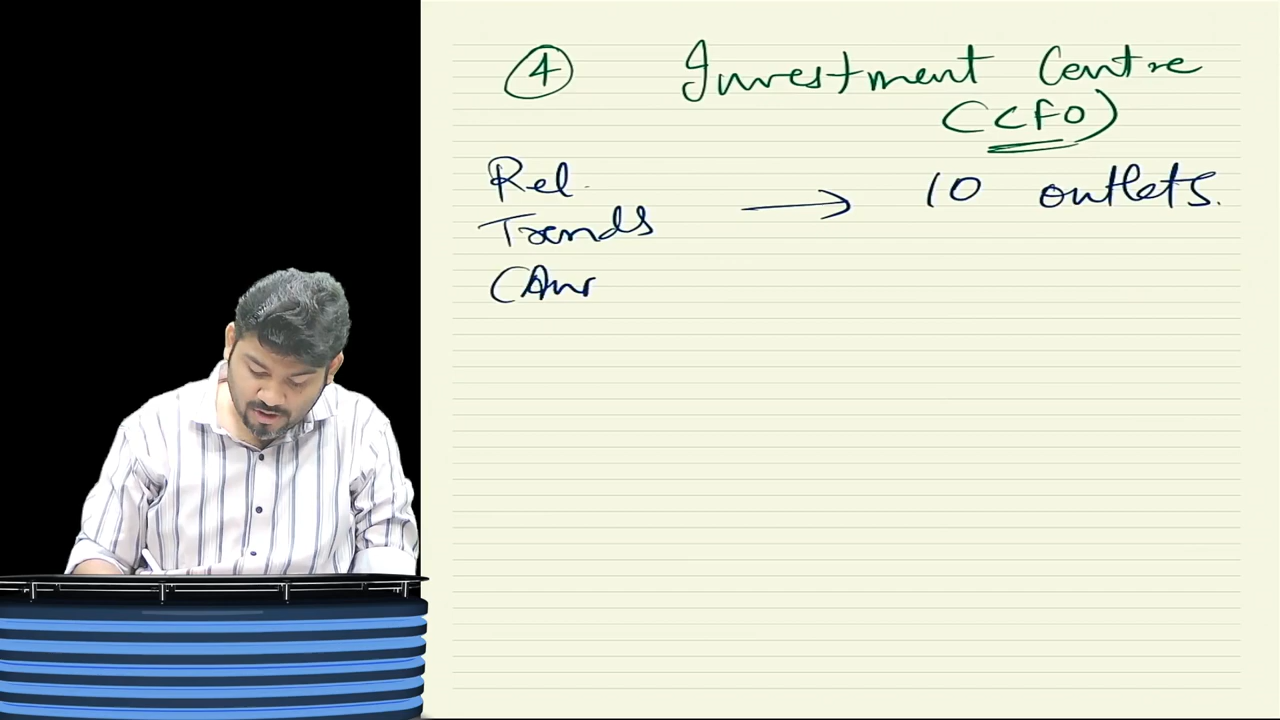 4 Investment Centre
(CFO)
Rel. → 10 outlets.
Trends
(Anr